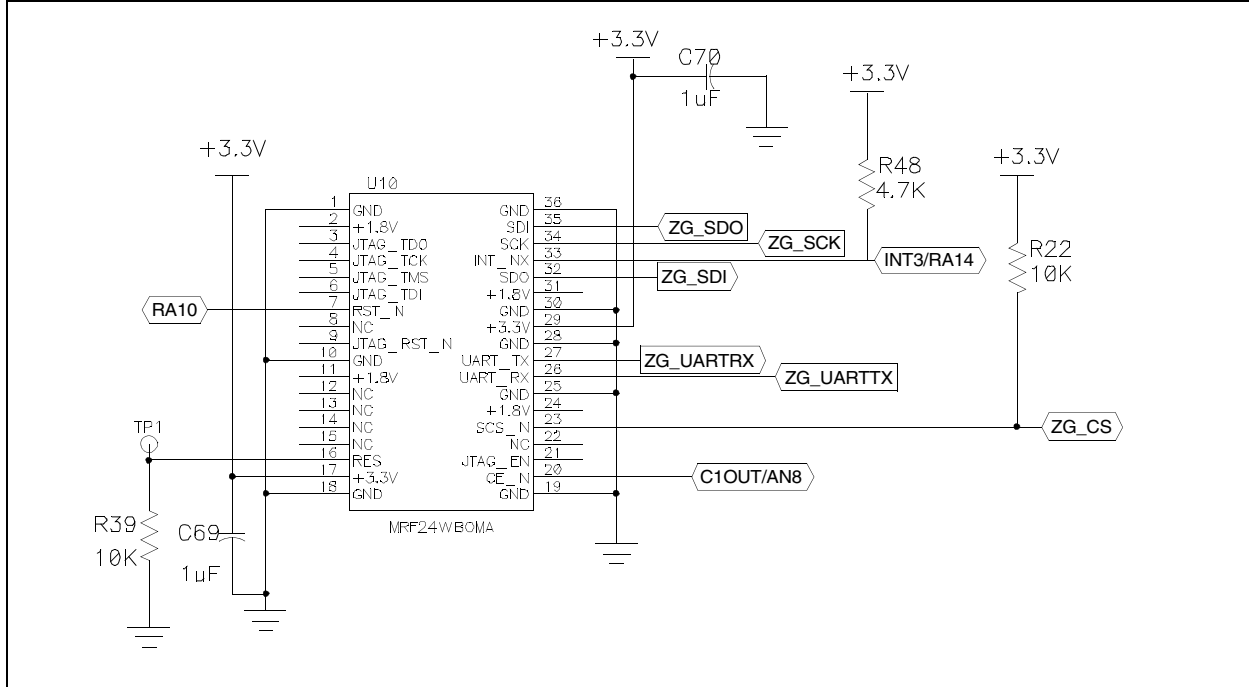 +3.3V
C70
1uF
+3.3V
+3.3V
R48
4.7K
+3.3V
U10
1 GND
2 +1.8V
3 JTAG_TDO
4 JTAG_TCK
5 JTAG_TMS
6 JTAG_TDI
7 RST_N
8 NC
9 JTAG_RST_N
10 GND
11 +1.8V
12 NC
13 NC
14 NC
15 NC
16 RES
17 +3.3V
18 GND
GND 36
SDI 35
SCK 34
INT_NX 33
SDO 32
+1.8V 31
GND 30
+3.3V 29
GND 28
UART_TX 27
UART_RX 26
GND 25
+1.8V 24
SCS_N 23
NC 22
JTAG_EN 21
CE_N 20
GND 19
MRF24WB0MA
ZG_SDO
ZG_SCK
INT3/RA14
ZG_SDI
R22
10K
RA10
ZG_UARTRX
ZG_UARTTX
ZG_CS
C1OUT/AN8
TP1
R39
10K
C69
1uF